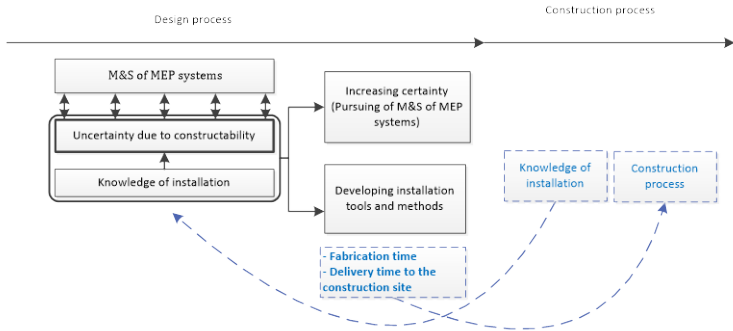 Design process
Construction process
M&S of MEP systems
Uncertainty due to constructability
Knowledge of installation
Increasing certainty
(Pursuing of M&S of MEP
systems)
Developing installation
tools and methods
Knowledge of
installation
Construction
process
- Fabrication time
- Delivery time to the
construction site